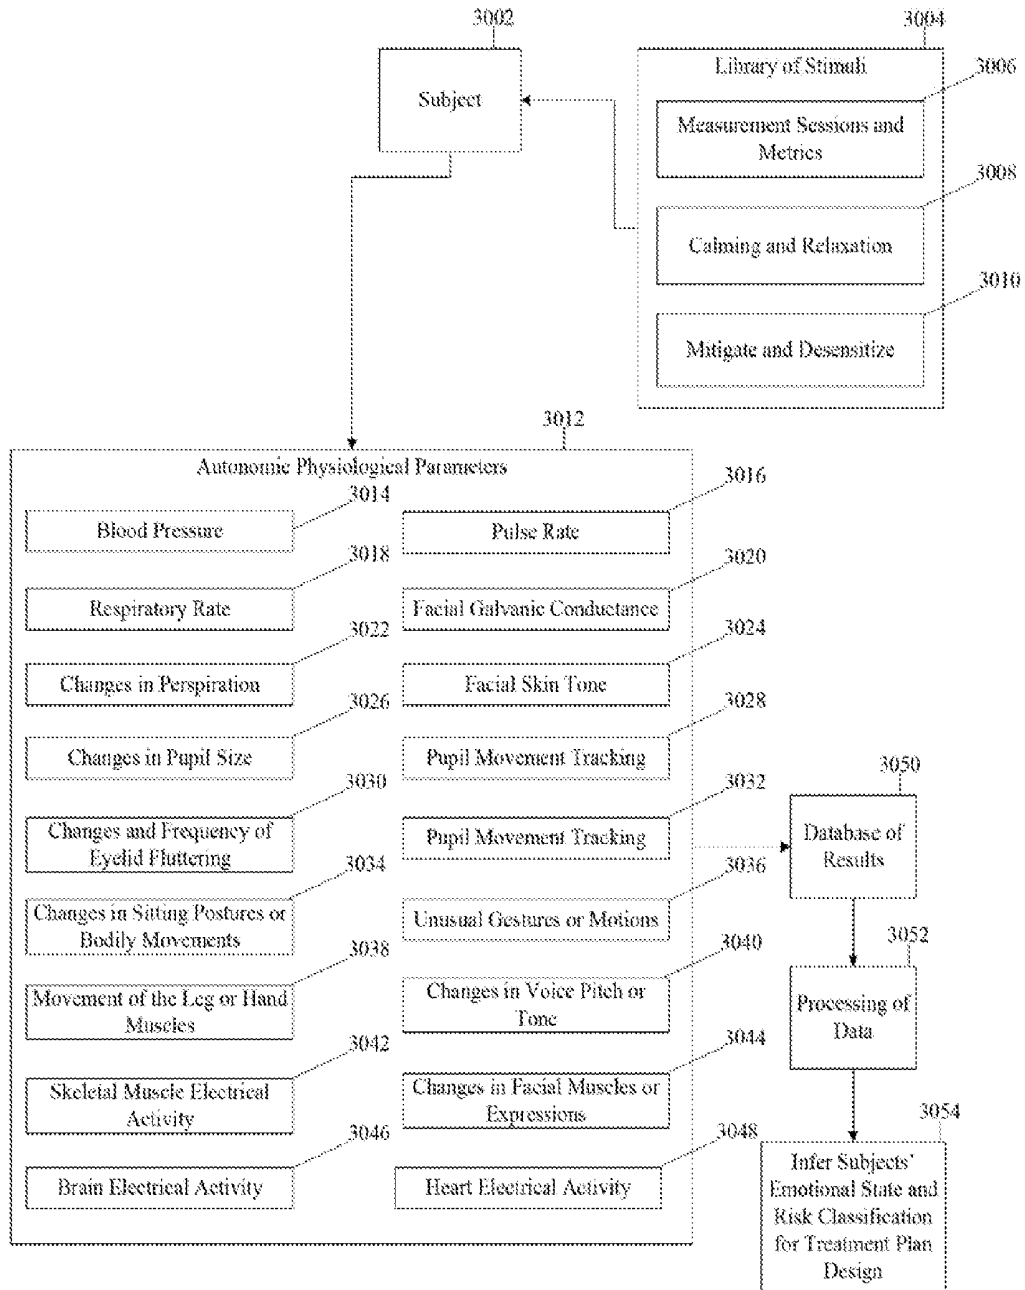 3002
3004
Subject
Library of Stimuli
3006
Measurement Sessions and
Metrics
3008
Calming and Relaxation
3010
Mitigate and Desensitize
3012
Autonomic Physiological Parameters
3014
Blood Pressure
3016
Pulse Rate
3018
Respiratory Rate
3020
Facial Galvanic Conductance
3022
Changes in Perspiration
3024
Facial Skin Tone
3026
Changes in Pupil Size
3028
Pupil Movement Tracking
3030
Changes and Frequency of
Eyelid Fluttering
3032
Pupil Movement Tracking
3034
Changes in Sitting Postures or
Bodily Movements
3036
Unusual Gestures or Motions
3038
Movement of the Leg or Hand
Muscles
3040
Changes in Voice Pitch or
Tone
3042
Skeletal Muscle Electrical
Activity
3044
Changes in Facial Muscles or
Expressions
3046
Brain Electrical Activity
3048
Heart Electrical Activity
3050
Database of
Results
3052
Processing of
Data
3054
Infer Subjects'
Emotional State and
Risk Classification
for Treatment Plan
Design